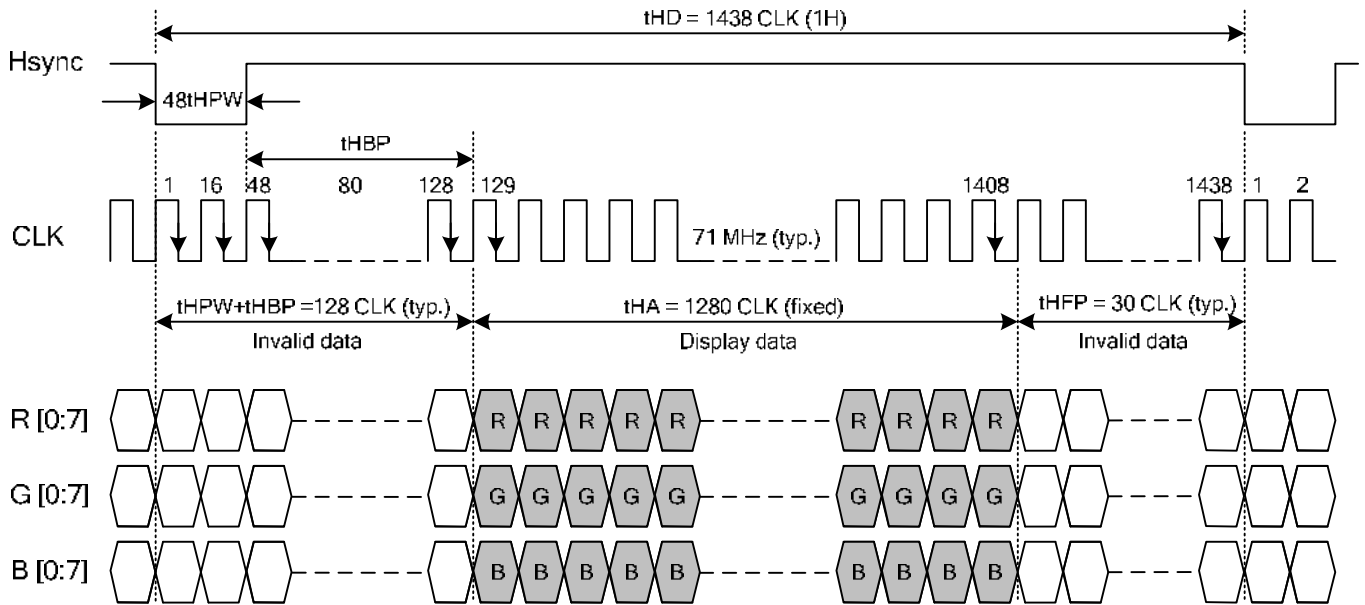 tHD = 1438 CLK (1H)
Hsync
48tHPW
tHBP
1 16 48 80 128 129 1408 1438 1 2
CLK
71 MHz (typ.)
tHPW+tHBP =128 CLK (typ.) tHA = 1280 CLK (fixed) tHFP = 30 CLK (typ.)
Invalid data Display data Invalid data
R [0:7] R R R R R R R R R
G [0:7] G G G G G G G G G
B [0:7] B B B B B B B B B